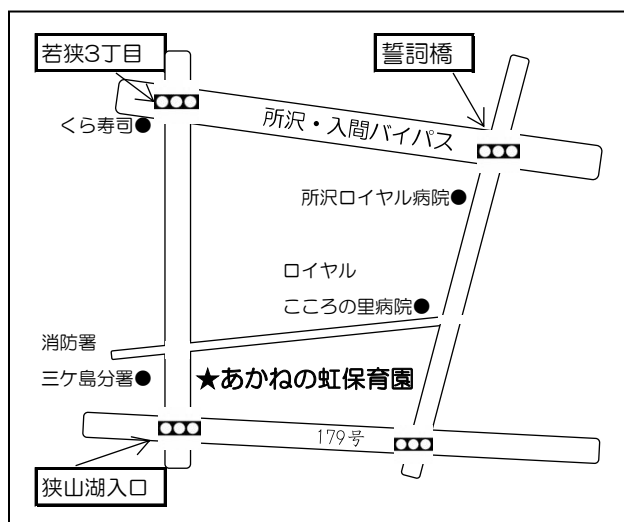 若狭3丁目
誓詞橋
くら寿司●
所沢・入間バイパス
所沢ロイヤル病院●
ロイヤル
こころの里病院●
消防署
三ケ島分署●
★あかねの虹保育園
179号
狭山湖入口